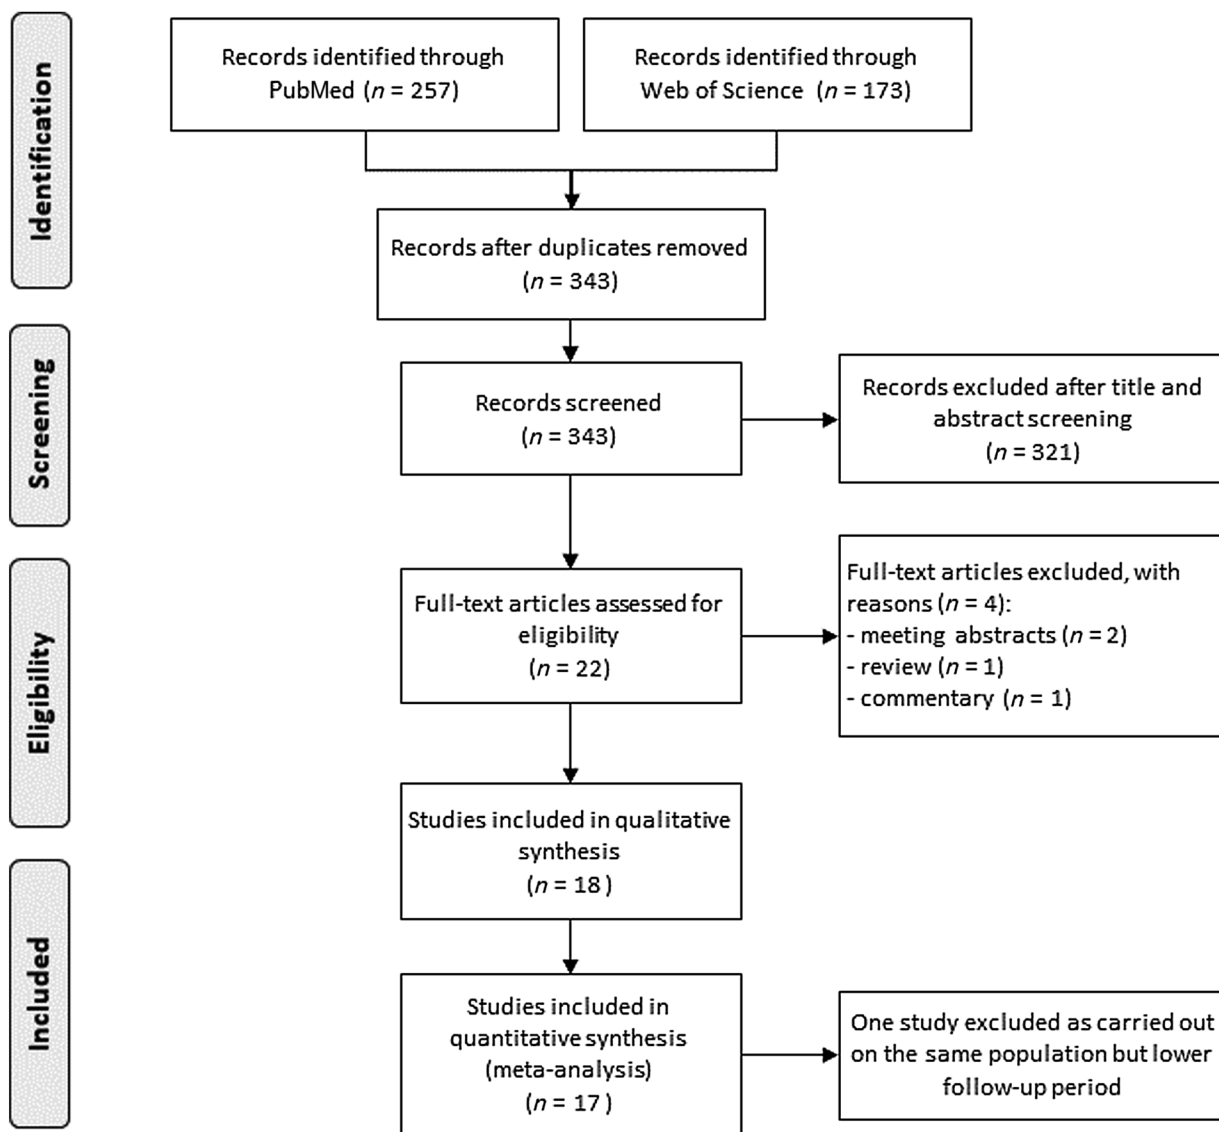 Identification
Records identified through
PubMed (n = 257)
Records identified through
Web of Science (n = 173)
Records after duplicates removed
(n = 343)
Screening
Records screened
(n = 343)
Records excluded after title and
abstract screening
(n = 321)
Eligibility
Full-text articles assessed for
eligibility
(n = 22)
Full-text articles excluded, with
reasons (n = 4):
- meeting abstracts (n = 2)
- review (n = 1)
- commentary (n = 1)
Studies included in qualitative
synthesis
(n = 18 )
Included
Studies included in
quantitative synthesis
(meta-analysis)
(n = 17 )
One study excluded as carried out
on the same population but lower
follow-up period